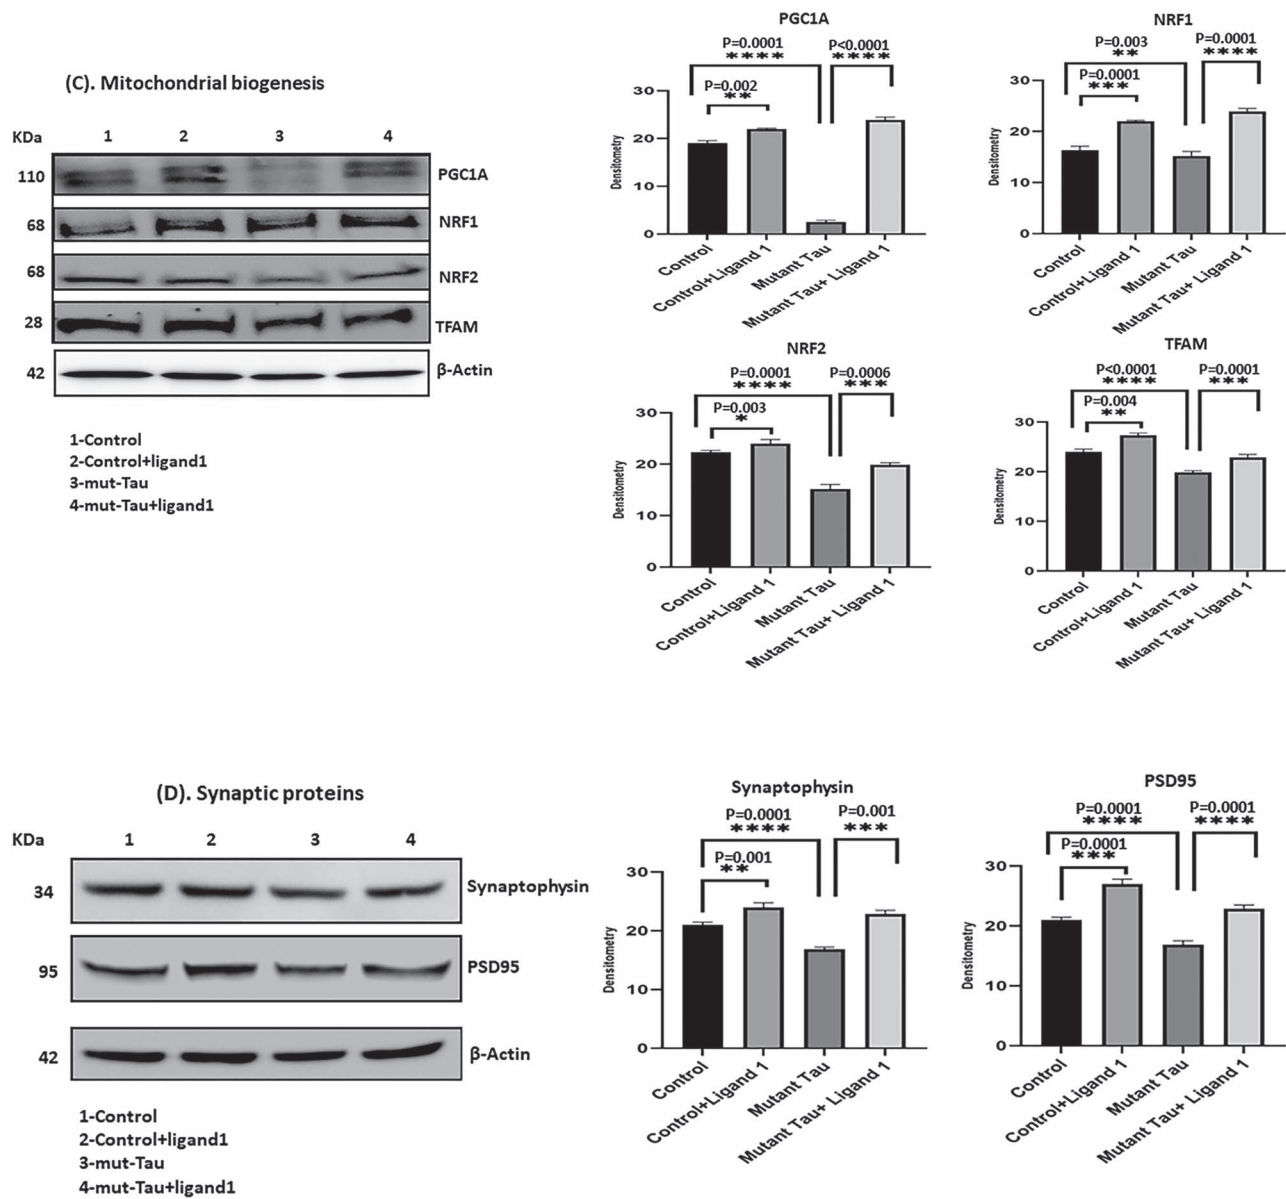 (C). Mitochondrial biogenesis
KDa 1 2 3 4
110 PGC1A
68 NRF1
68 NRF2
28 TFAM
42 β-Actin
1-Control
2-Control+ligand1
3-mut-Tau
4-mut-Tau+ligand1
PGC1A
P=0.0001 P<0.0001
**** ****
P=0.002
**
30
20
10
0
Densitometry
Control
Control+Ligand 1
Mutant Tau
Mutant Tau+ Ligand 1
NRF1
P=0.003 P=0.0001
** ****
P=0.0001
***
30
20
10
0
Densitometry
Control
Control+Ligand 1
Mutant Tau
Mutant Tau+ Ligand 1
NRF2
P=0.0001 P=0.0006
**** ***
P=0.003
*
30
20
10
0
Densitometry
Control
Control+Ligand 1
Mutant Tau
Mutant Tau+ Ligand 1
TFAM
P<0.0001 P=0.0001
**** ***
P=0.004
**
30
20
10
0
Densitometry
Control
Control+Ligand 1
Mutant Tau
Mutant Tau+ Ligand 1
(D). Synaptic proteins
KDa 1 2 3 4
34 Synaptophysin
95 PSD95
42 β-Actin
1-Control
2-Control+ligand1
3-mut-Tau
4-mut-Tau+ligand1
Synaptophysin
P=0.0001 P=0.001
**** ***
P=0.001
**
30
20
10
0
Densitometry
Control
Control+Ligand 1
Mutant Tau
Mutant Tau+ Ligand 1
PSD95
P=0.0001 P=0.0001
**** ****
P=0.0001
***
30
20
10
0
Densitometry
Control
Control+Ligand 1
Mutant Tau
Mutant Tau+ Ligand 1